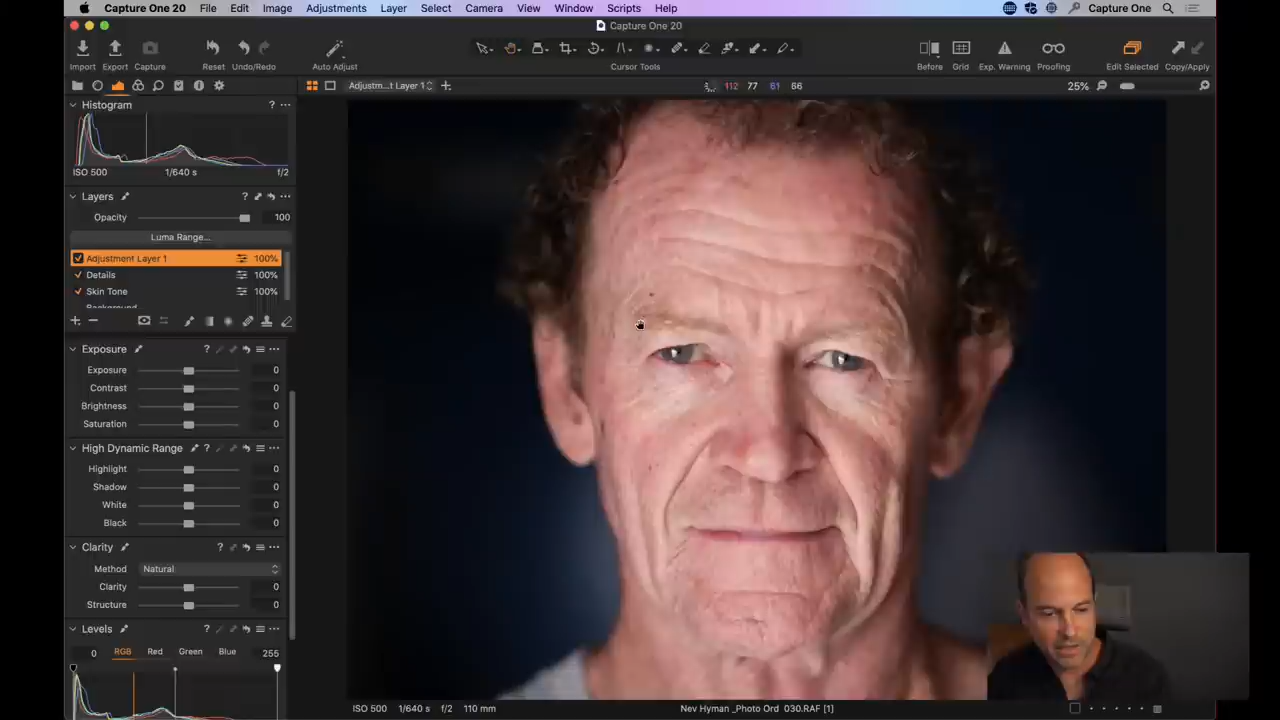 Capture One 20 File Edit Image Adjustments Layer Select Camera View Window Scripts Help Capture One
Capture One 20
Import Export Capture Reset Undo/Redo Auto Adjust Cursor Tools Before Grid Exp. Warning Proofing Edit Selected Copy/Apply
Adjustm...t Layer 1 112 77 61 66 25%
Histogram ?
ISO 500 1/640 s f/2
Layers ?
Opacity 100
Luma Range...
Adjustment Layer 1 100%
Details 100%
Skin Tone 100%
Background
Exposure ?
Exposure 0
Contrast 0
Brightness 0
Saturation 0
High Dynamic Range ?
Highlight 0
Shadow 0
White 0
Black 0
Clarity ?
Method Natural
Clarity 0
Structure 0
Levels ?
0 RGB Red Green Blue 255
ISO 500 1/640 s f/2 110 mm Nev Hyman _Photo Ord 030.RAF [1]